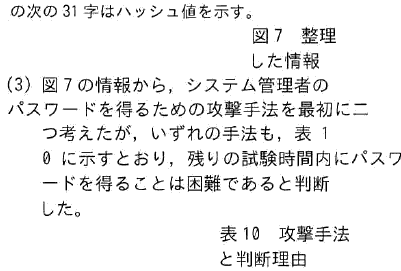 の次の31字はハッシュ値を示す。
図7 整理
した情報
(3) 図7の情報から，システム管理者の
パスワードを得るための攻撃手法を最初に二
つ考えたが，いずれの手法も，表 1
0 に示すとおり，残りの試験時間内にパスワ
ードを得ることは困難であると判断
した。
表10 攻撃手法
と判断理由